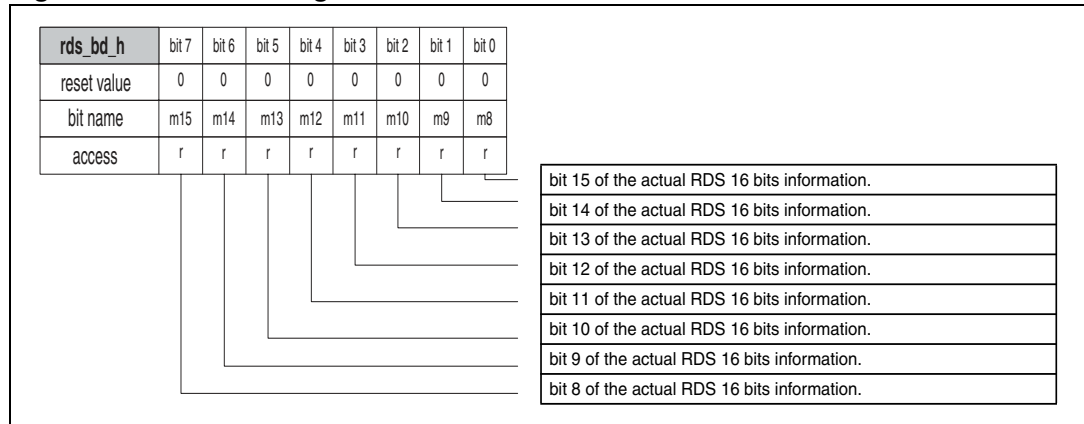 rds_bd_h bit 7 bit 6 bit 5 bit 4 bit 3 bit 2 bit 1 bit 0
reset value 0 0 0 0 0 0 0 0
bit name m15 m14 m13 m12 m11 m10 m9 m8
access r r r r r r r r
bit 15 of the actual RDS 16 bits information.
bit 14 of the actual RDS 16 bits information.
bit 13 of the actual RDS 16 bits information.
bit 12 of the actual RDS 16 bits information.
bit 11 of the actual RDS 16 bits information.
bit 10 of the actual RDS 16 bits information.
bit 9 of the actual RDS 16 bits information.
bit 8 of the actual RDS 16 bits information.